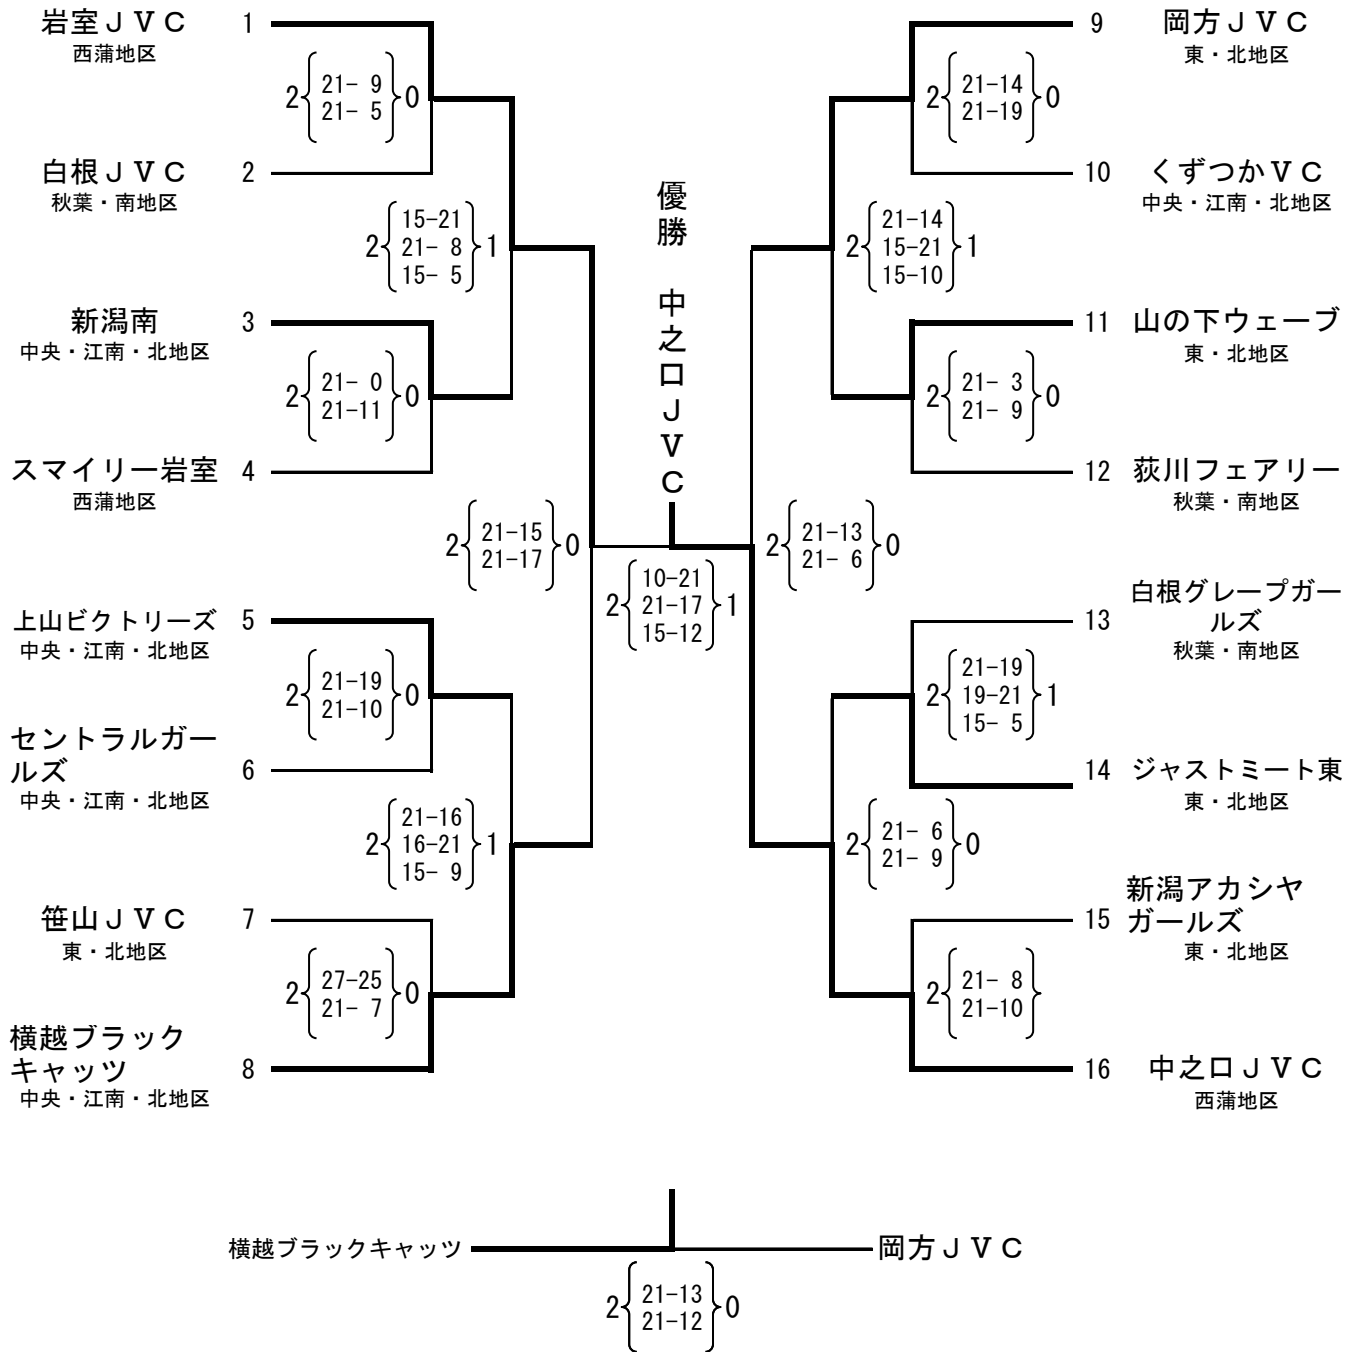 岩室ＪＶＣ 1
西蒲地区
2 21- 9 0
21- 5
白根ＪＶＣ 2
秋葉・南地区
2 15-21 1
21- 8
15- 5
新潟南 3
中央・江南・北地区
2 21- 0 0
21-11
スマイリー岩室 4
西蒲地区
2 21-15 0
21-17
上山ビクトリーズ 5
中央・江南・北地区
2 21-19 0
21-10
セントラルガー
ルズ 6
中央・江南・北地区
2 21-16 1
16-21
15- 9
笹山ＪＶＣ 7
東・北地区
2 27-25 0
21- 7
横越ブラック
キャッツ 8
中央・江南・北地区
優勝　中之口ＪＶＣ
2 10-21 1
21-17
15-12
9 岡方ＪＶＣ
東・北地区
2 21-14 0
21-19
10 くずつかＶＣ
中央・江南・北地区
2 21-14 1
15-21
15-10
11 山の下ウェーブ
東・北地区
2 21- 3 0
21- 9
12 荻川フェアリー
秋葉・南地区
2 21-13 0
21- 6
白根グレープガー
13 ルズ
秋葉・南地区
2 21-19 1
19-21
15- 5
14 ジャストミート東
東・北地区
2 21- 6 0
21- 9
新潟アカシヤ
15 ガールズ
東・北地区
2 21- 8
21-10
16 中之口ＪＶＣ
西蒲地区
横越ブラックキャッツ 岡方ＪＶＣ
2 21-13 0
21-12